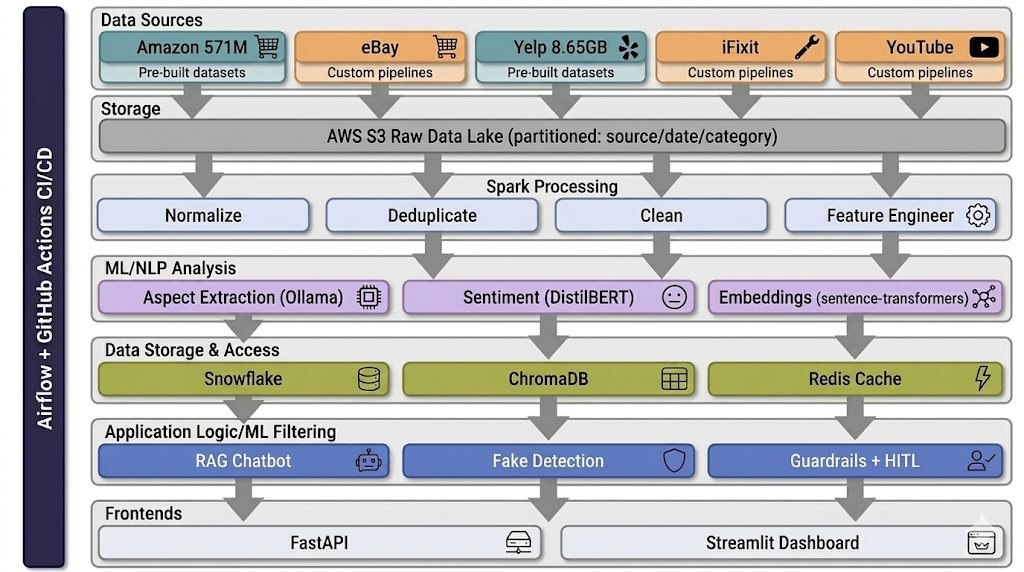 Airflow + GitHub Actions CI/CD
Data Sources
Amazon 571M
Pre-built datasets
eBay
Custom pipelines
Yelp 8.65GB
Pre-built datasets
iFixit
Custom pipelines
YouTube
Custom pipelines
Storage
AWS S3 Raw Data Lake (partitioned: source/date/category)
Spark Processing
Normalize
Deduplicate
Clean
Feature Engineer
ML/NLP Analysis
Aspect Extraction (Ollama)
Sentiment (DistilBERT)
Embeddings (sentence-transformers)
Data Storage & Access
Snowflake
ChromaDB
Redis Cache
Application Logic/ML Filtering
RAG Chatbot
Fake Detection
Guardrails + HITL
Frontends
FastAPI
Streamlit Dashboard